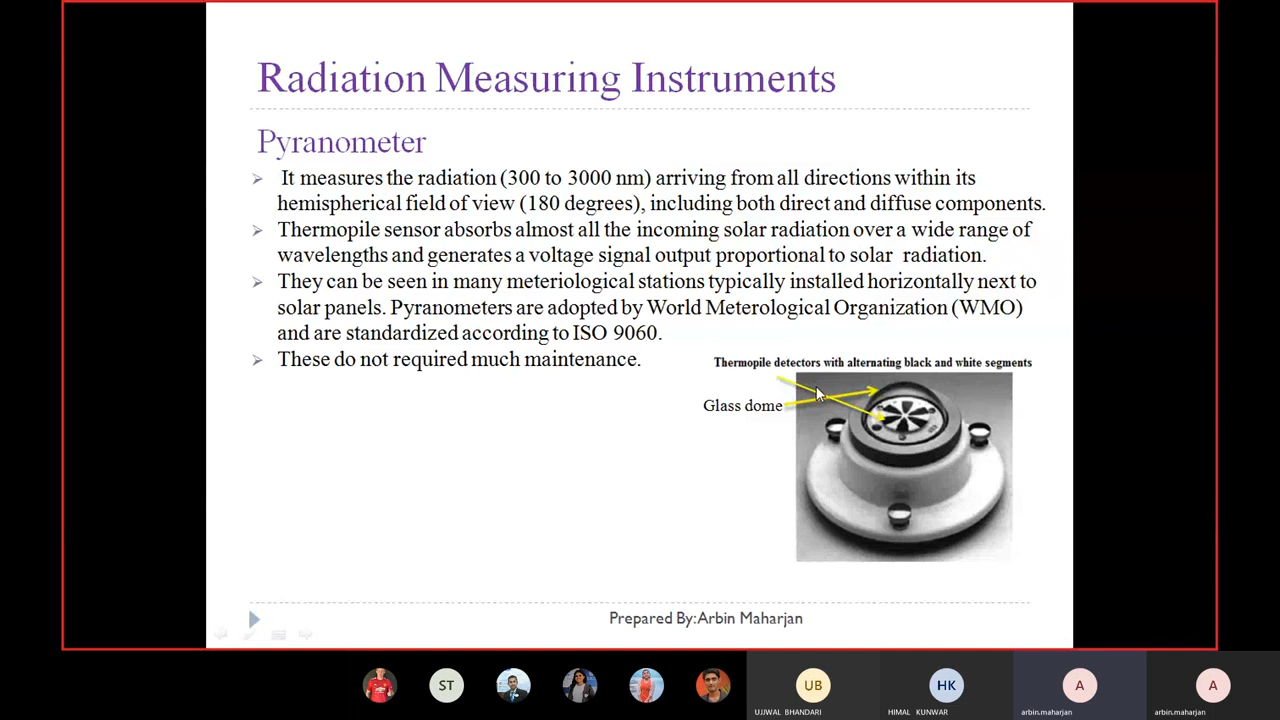 Radiation Measuring Instruments
Pyranometer
It measures the radiation (300 to 3000 nm) arriving from all directions within its
hemispherical field of view (180 degrees), including both direct and diffuse components.
Thermopile sensor absorbs almost all the incoming solar radiation over a wide range of
wavelengths and generates a voltage signal output proportional to solar radiation.
They can be seen in many meteriological stations typically installed horizontally next to
solar panels. Pyranometers are adopted by World Meterological Organization (WMO)
and are standardized according to ISO 9060.
These do not required much maintenance.
Thermopile detectors with alternating black and white segments
Glass dome
Prepared By:Arbin Maharjan
ST
UB
HK
A
A
UJJWAL BHANDARI
HIMAL KUNWAR
arbin.maharjan
arbin.maharjan